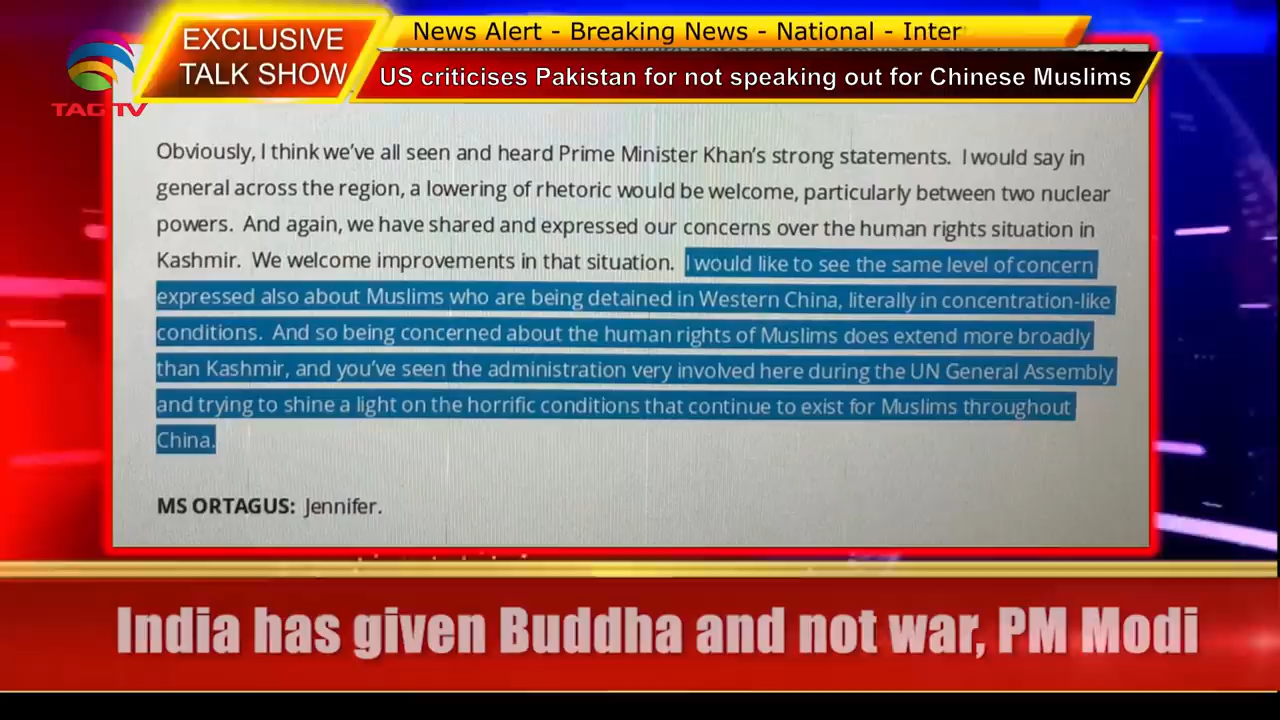 EXCLUSIVE
TALK SHOW
TAG TV
News Alert - Breaking News - National - Inter
US criticises Pakistan for not speaking out for Chinese Muslims
Obviously, I think we've all seen and heard Prime Minister Khan's strong statements. I would say in
general across the region, a lowering of rhetoric would be welcome, particularly between two nuclear
powers. And again, we have shared and expressed our concerns over the human rights situation in
Kashmir. We welcome improvements in that situation. I would like to see the same level of concern
expressed also about Muslims who are being detained in Western China, literally in concentration-like
conditions. And so being concerned about the human rights of Muslims does extend more broadly
than Kashmir, and you've seen the administration very involved here during the UN General Assembly
and trying to shine a light on the horrific conditions that continue to exist for Muslims throughout
China.
MS ORTAGUS: Jennifer.
India has given Buddha and not war, PM Modi